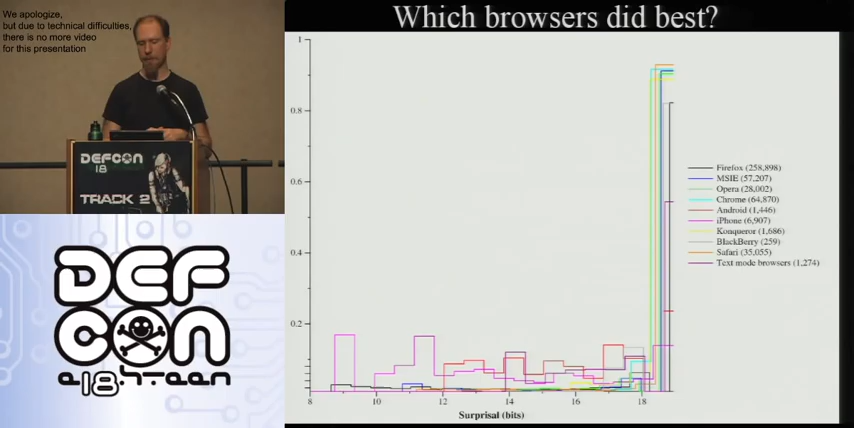 We apologize,
but due to technical difficulties,
there is no more video
for this presentation
DEFCON
18
TRACK 2
DEF
CON
18
Which browsers did best?
1
0.8
0.6
0.4
0.2
8
10
12
14
16
18
Surprisal (bits)
Firefox (258,898)
MSIE (57,207)
Opera (28,002)
Chrome (64,870)
Android (1,446)
iPhone (6,907)
Konqueror (1,686)
BlackBerry (259)
Safari (35,055)
Text mode browsers (1,274)